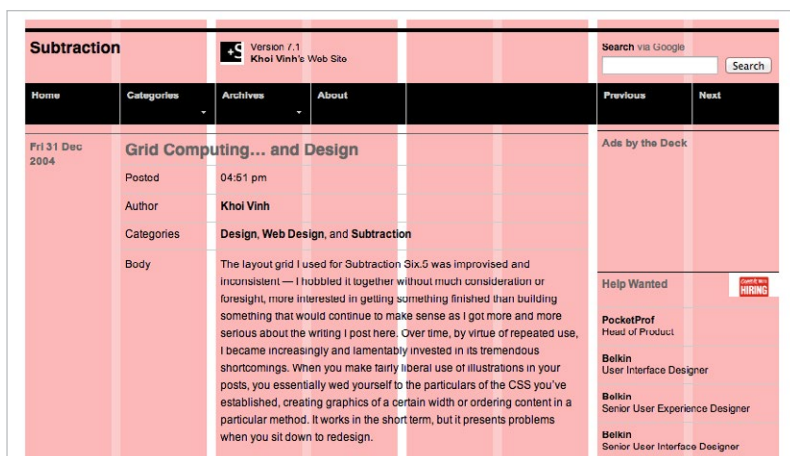 Subtraction
+S
Version 7.1
Khoi Vinh's Web Site
Search via Google
Search
Home
Categories
Archives
About
Previous
Next
Fri 31 Dec
2004
Grid Computing... and Design
Posted
04:51 pm
Author
Khoi Vinh
Categories
Design, Web Design, and Subtraction
Body
The layout grid I used for Subtraction Six.5 was improvised and
inconsistent — I hobbled it together without much consideration or
foresight, more interested in getting something finished than building
something that would continue to make sense as I got more and more
serious about the writing I post here. Over time, by virtue of repeated use,
I became increasingly and lamentably invested in its tremendous
shortcomings. When you make fairly liberal use of illustrations in your
posts, you essentially wed yourself to the particulars of the CSS you've
established, creating graphics of a certain width or ordering content in a
particular method. It works in the short term, but it presents problems
when you sit down to redesign.
Ads by the Deck
Help Wanted
HIRING
PocketProf
Head of Product
Belkin
User Interface Designer
Belkin
Senior User Experience Designer
Belkin
Senior User Interface Designer